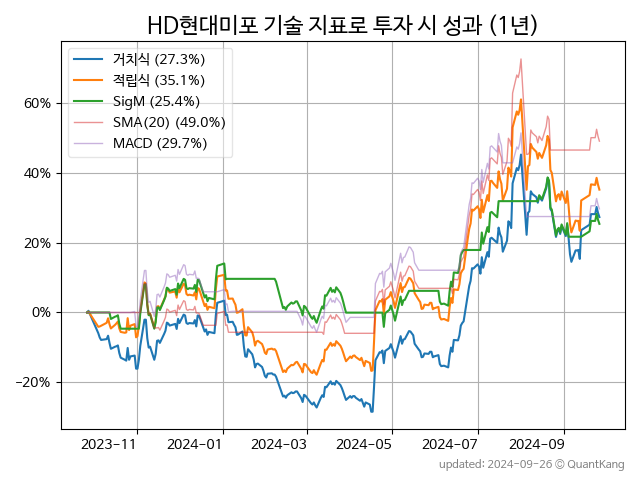 HD현대미포 기술 지표로 투자 시 성과 (1년)
거치식 (27.3%)
적립식 (35.1%)
SigM (25.4%)
SMA(20) (49.0%)
MACD (29.7%)
60%
40%
20%
0%
−20%
2023-11
2024-01
2024-03
2024-05
2024-07
2024-09
updated: 2024-09-26 © QuantKang